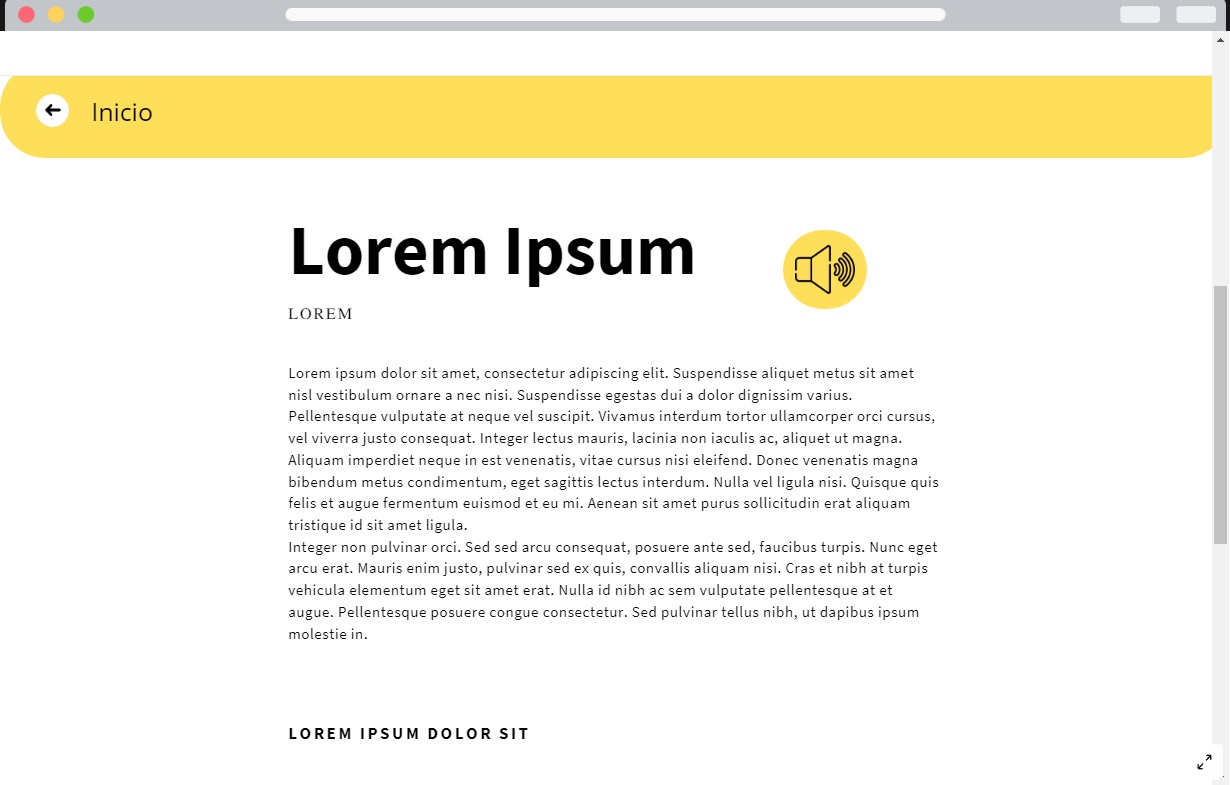 Inicio
Lorem Ipsum
LOREM
Lorem ipsum dolor sit amet, consectetur adipiscing elit. Suspendisse aliquet metus sit amet
nisl vestibulum ornare a nec nisi. Suspendisse egestas dui a dolor dignissim varius.
Pellentesque vulputate at neque vel suscipit. Vivamus interdum tortor ullamcorper orci cursus,
vel viverra justo consequat. Integer lectus mauris, lacinia non iaculis ac, aliquet ut magna.
Aliquam imperdiet neque in est venenatis, vitae cursus nisi eleifend. Donec venenatis magna
bibendum metus condimentum, eget sagittis lectus interdum. Nulla vel ligula nisi. Quisque quis
felis et augue fermentum euismod et eu mi. Aenean sit amet purus sollicitudin erat aliquam
tristique id sit amet ligula.
Integer non pulvinar orci. Sed sed arcu consequat, posuere ante sed, faucibus turpis. Nunc eget
arcu erat. Mauris enim justo, pulvinar sed ex quis, convallis aliquam nisi. Cras et nibh at turpis
vehicula elementum eget sit amet erat. Nulla id nibh ac sem vulputate pellentesque at et
augue. Pellentesque posuere congue consectetur. Sed pulvinar tellus nibh, ut dapibus ipsum
molestie in.
LOREM IPSUM DOLOR SIT